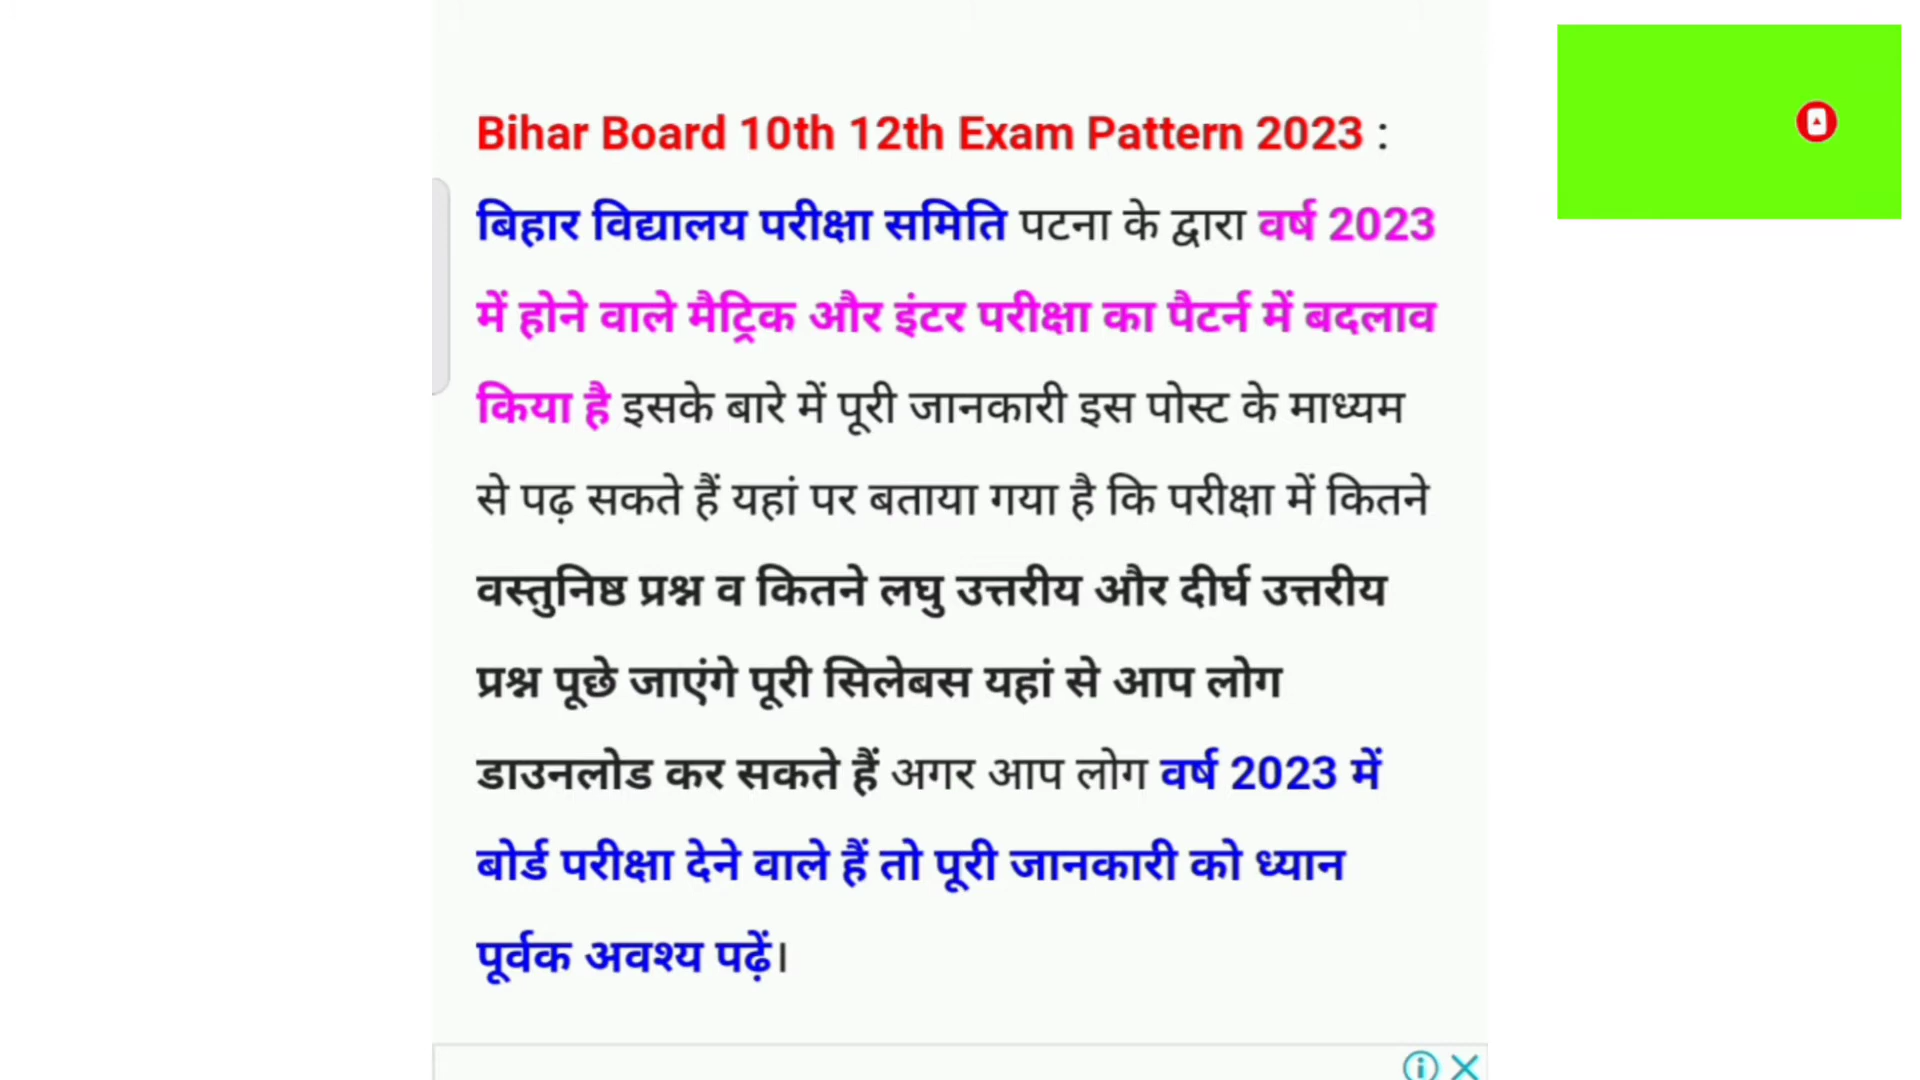 Bihar Board 10th 12th Exam Pattern 2023 :
बिहार विद्यालय परीक्षा समिति पटना के द्वारा वर्ष 2023
में होने वाले मैट्रिक और इंटर परीक्षा का पैटर्न में बदलाव
किया है इसके बारे में पूरी जानकारी इस पोस्ट के माध्यम
से पढ़ सकते हैं यहां पर बताया गया है कि परीक्षा में कितने
वस्तुनिष्ठ प्रश्न व कितने लघु उत्तरीय और दीर्घ उत्तरीय
प्रश्न पूछे जाएंगे पूरी सिलेबस यहां से आप लोग
डाउनलोड कर सकते हैं अगर आप लोग वर्ष 2023 में
बोर्ड परीक्षा देने वाले हैं तो पूरी जानकारी को ध्यान
पूर्वक अवश्य पढ़ें।